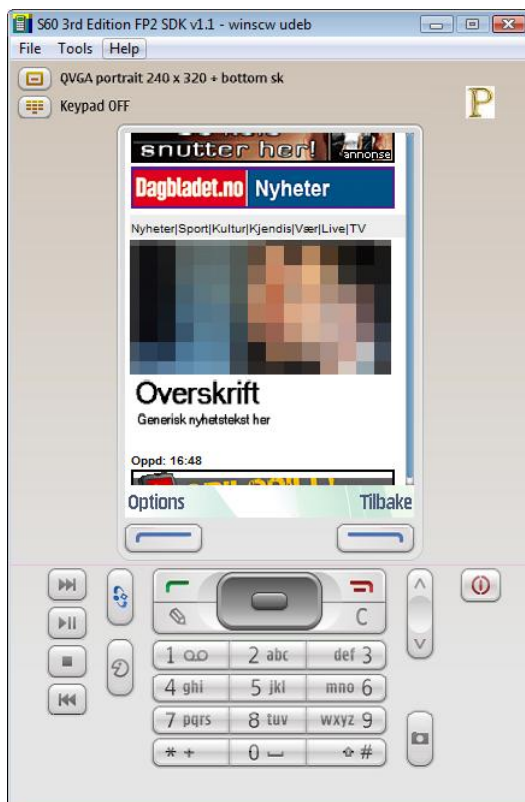 S60 3rd Edition FP2 SDK v1.1 - winscw udeb
File Tools Help
QVGA portrait 240 x 320 + bottom sk
Keypad OFF
P
snutter her!
annonse
Dagbladet.no Nyheter
Nyheter|Sport|Kultur|Kjendis|Vær|Live|TV
Overskrift
Generisk nyhetstekst her
Oppd: 16:48
Options Tilbake
C
1 2 abc def 3
4 ghi 5 jkl mno 6
7 pqrs 8 tuv wxyz 9
* + 0 #